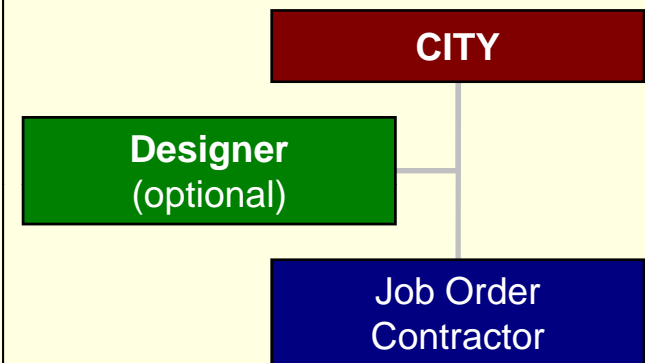 CITY
Designer
(optional)
Job Order
Contractor